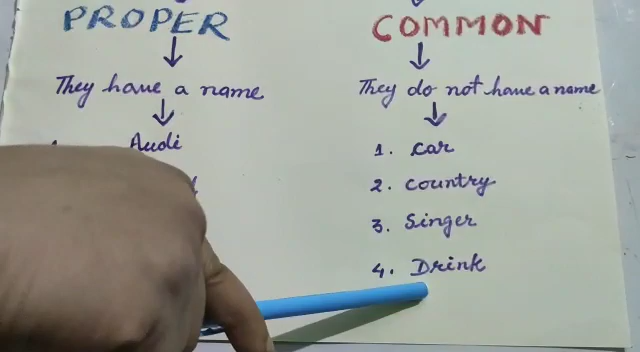 PROPER
They have a name
Audi
COMMON
They do not have a name
1. Car
2. Country
3. Singer
4. Drink